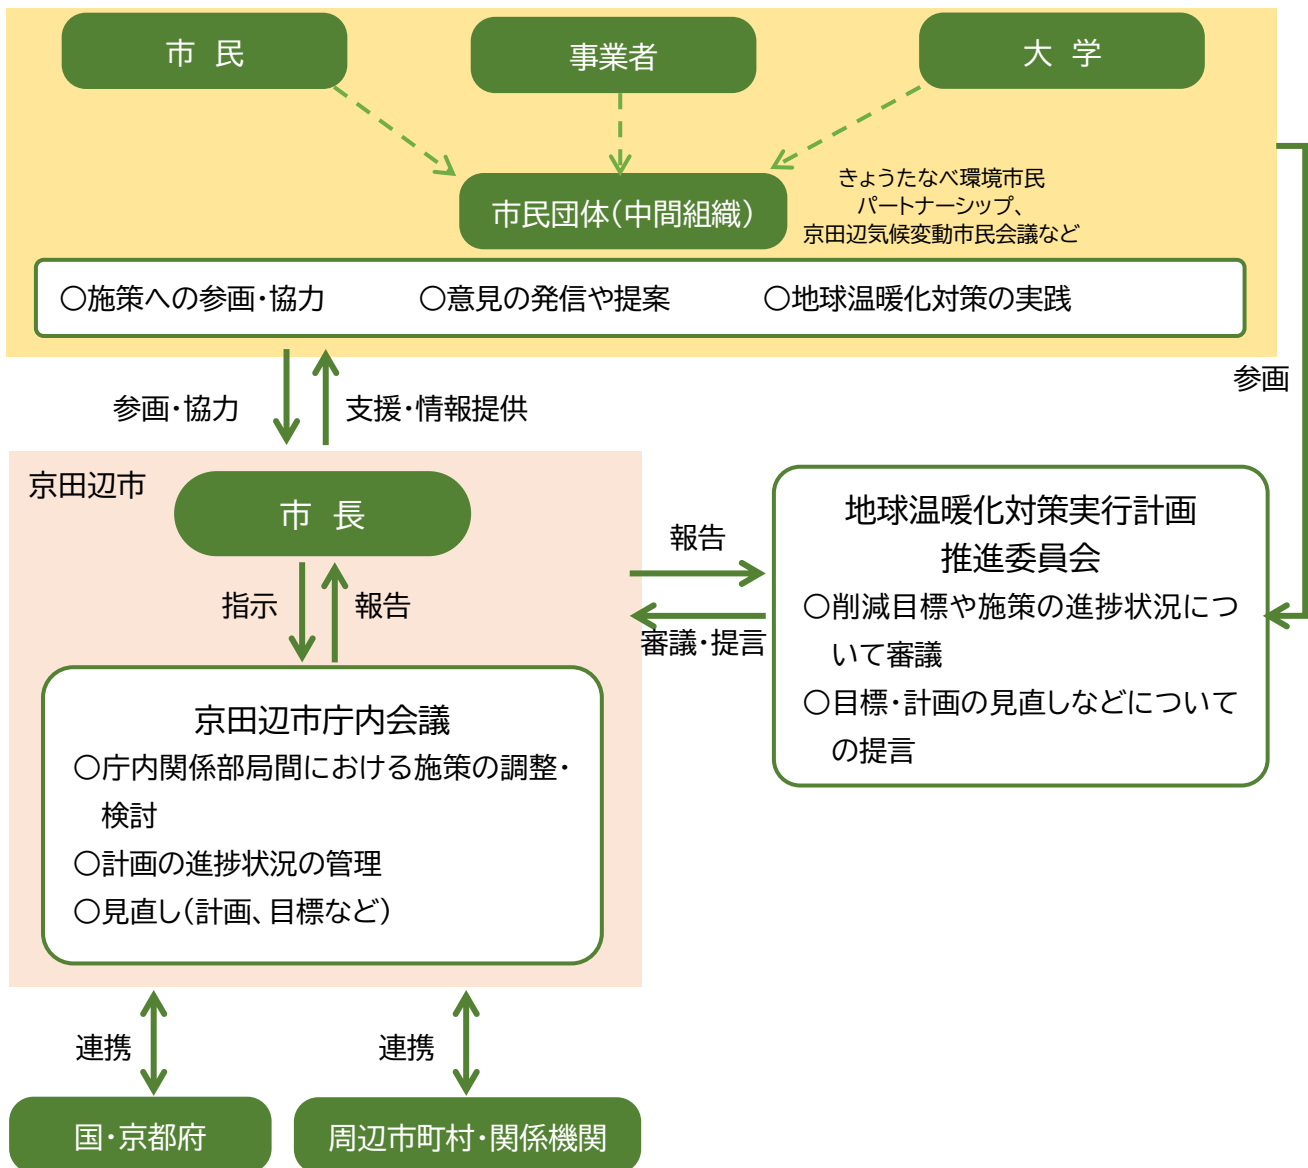 市 民
事業者
大 学
市民団体(中間組織)
きょうたなべ環境市民
パートナーシップ、
京田辺気候変動市民会議など
○施策への参画・協力
○意見の発信や提案
○地球温暖化対策の実践
参画・協力
支援・情報提供
参画
京田辺市
市 長
指示
報告
報告
審議・提言
地球温暖化対策実行計画
推進委員会
○削減目標や施策の進捗状況につ
いて審議
○目標・計画の見直しなどについて
の提言
京田辺市庁内会議
○庁内関係部局間における施策の調整・
検討
○計画の進捗状況の管理
○見直し(計画、目標など)
連携
連携
国・京都府
周辺市町村・関係機関